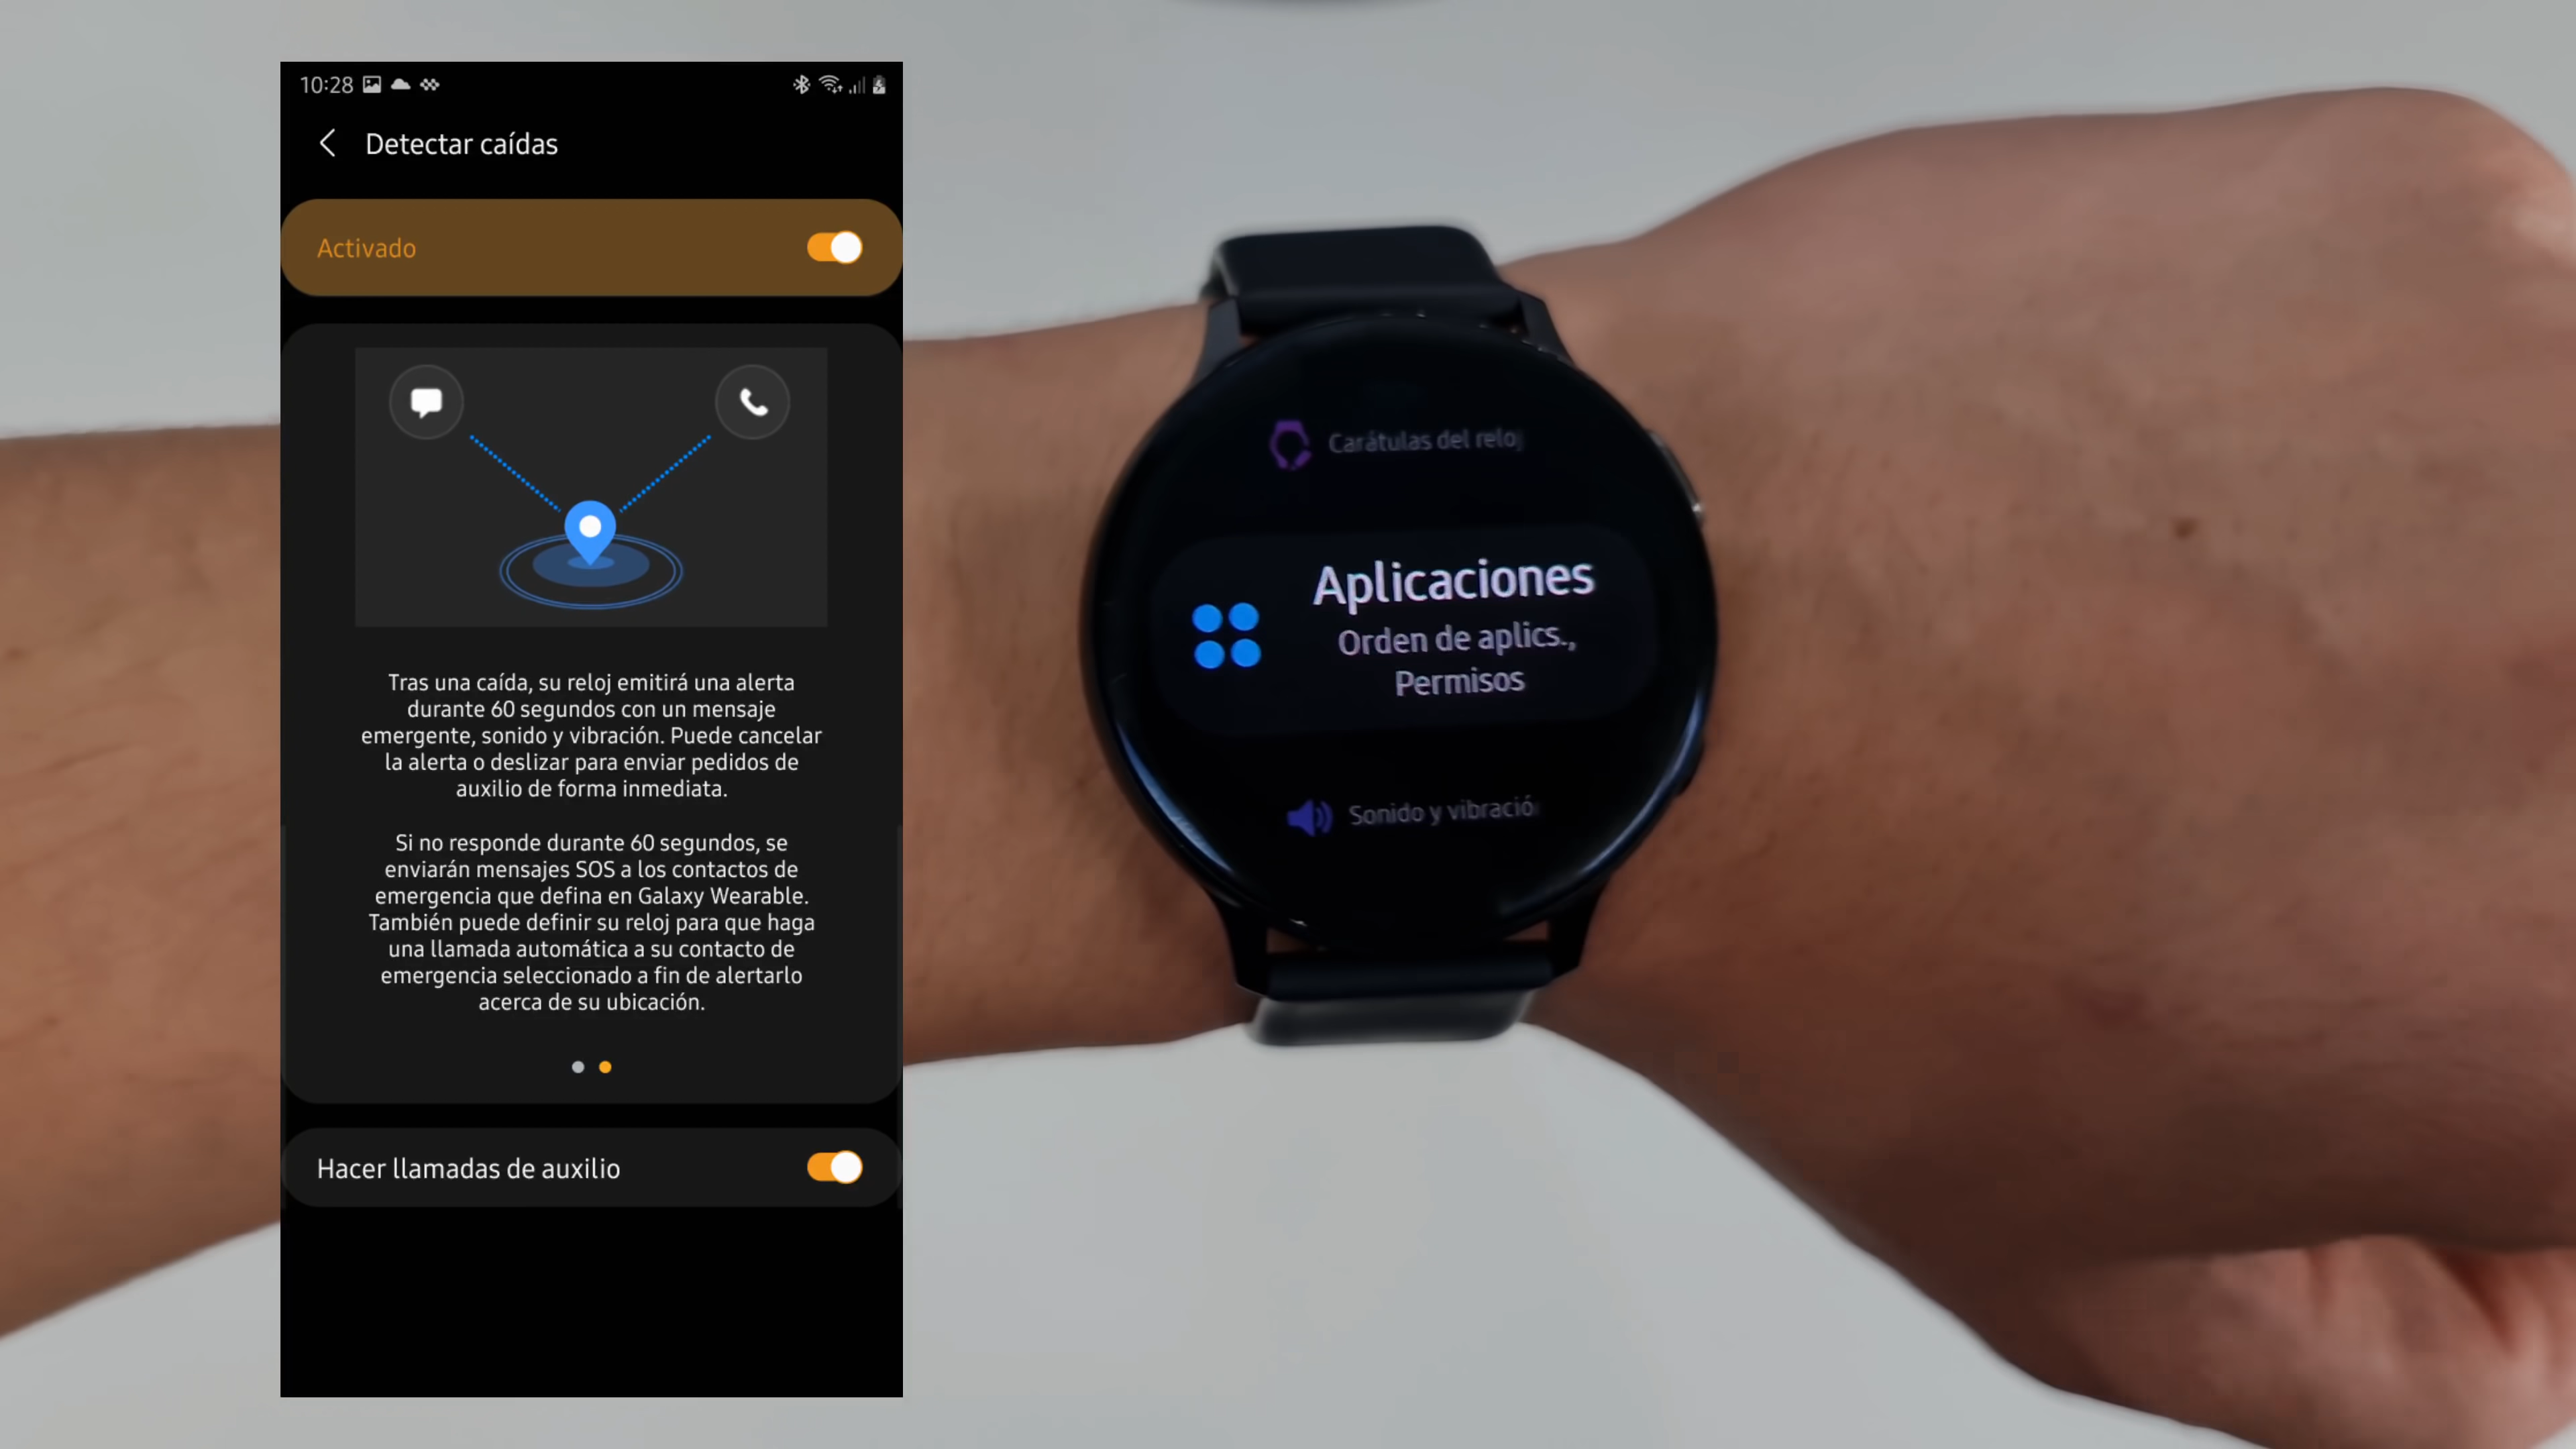 10:28
Detectar caídas
Activado
Tras una caída, su reloj emitirá una alerta
durante 60 segundos con un mensaje
emergente, sonido y vibración. Puede cancelar
la alerta o deslizar para enviar pedidos de
auxilio de forma inmediata.
Si no responde durante 60 segundos, se
enviarán mensajes SOS a los contactos de
emergencia que defina en Galaxy Wearable.
También puede definir su reloj para que haga
una llamada automática a su contacto de
emergencia seleccionado a fin de alertarlo
acerca de su ubicación.
Hacer llamadas de auxilio
Carátulas del reloj
Aplicaciones
Orden de aplics.,
Permisos
Sonido y vibració